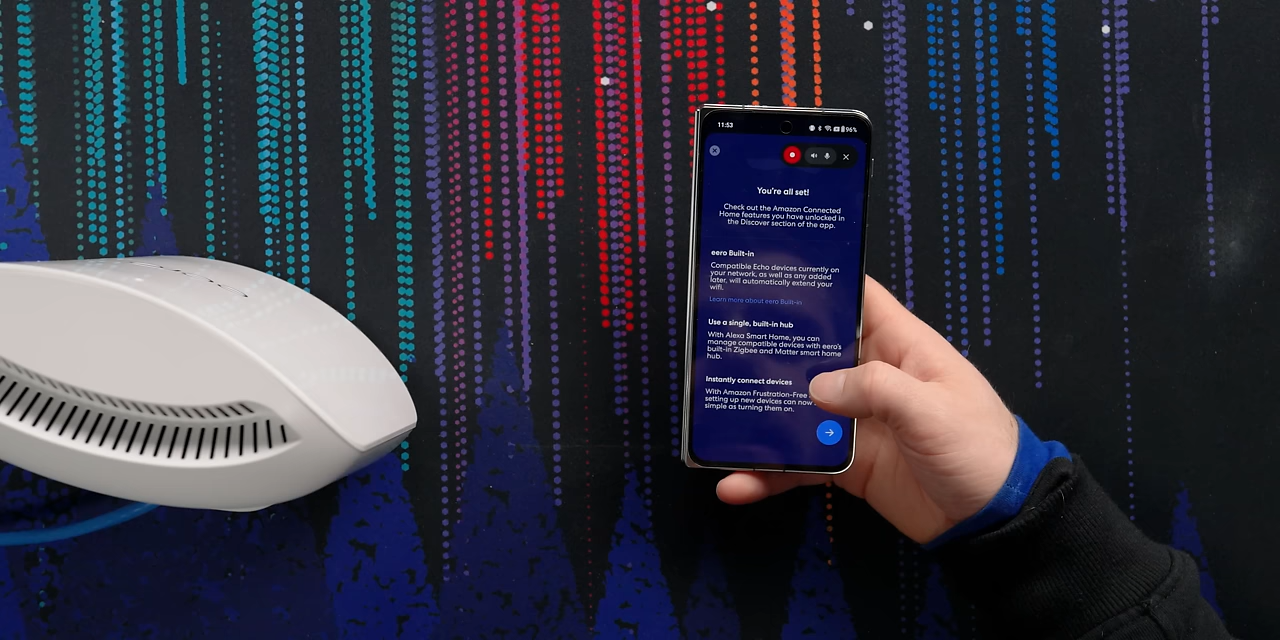 11:53
96%
You're all set!
Check out the Amazon Connected
Home features you have unlocked in
the Discover section of the app.
eero Built-in
Compatible Echo devices currently on
your network, as well as any added
later, will automatically extend your
wifi.
Learn more about eero Built-in
Use a single, built-in hub
With Alexa Smart Home, you can
manage compatible devices with eero's
built-in Zigbee and Matter smart home
hub.
Instantly connect devices
With Amazon Frustration-Free
setting up new devices can now
simple as turning them on.